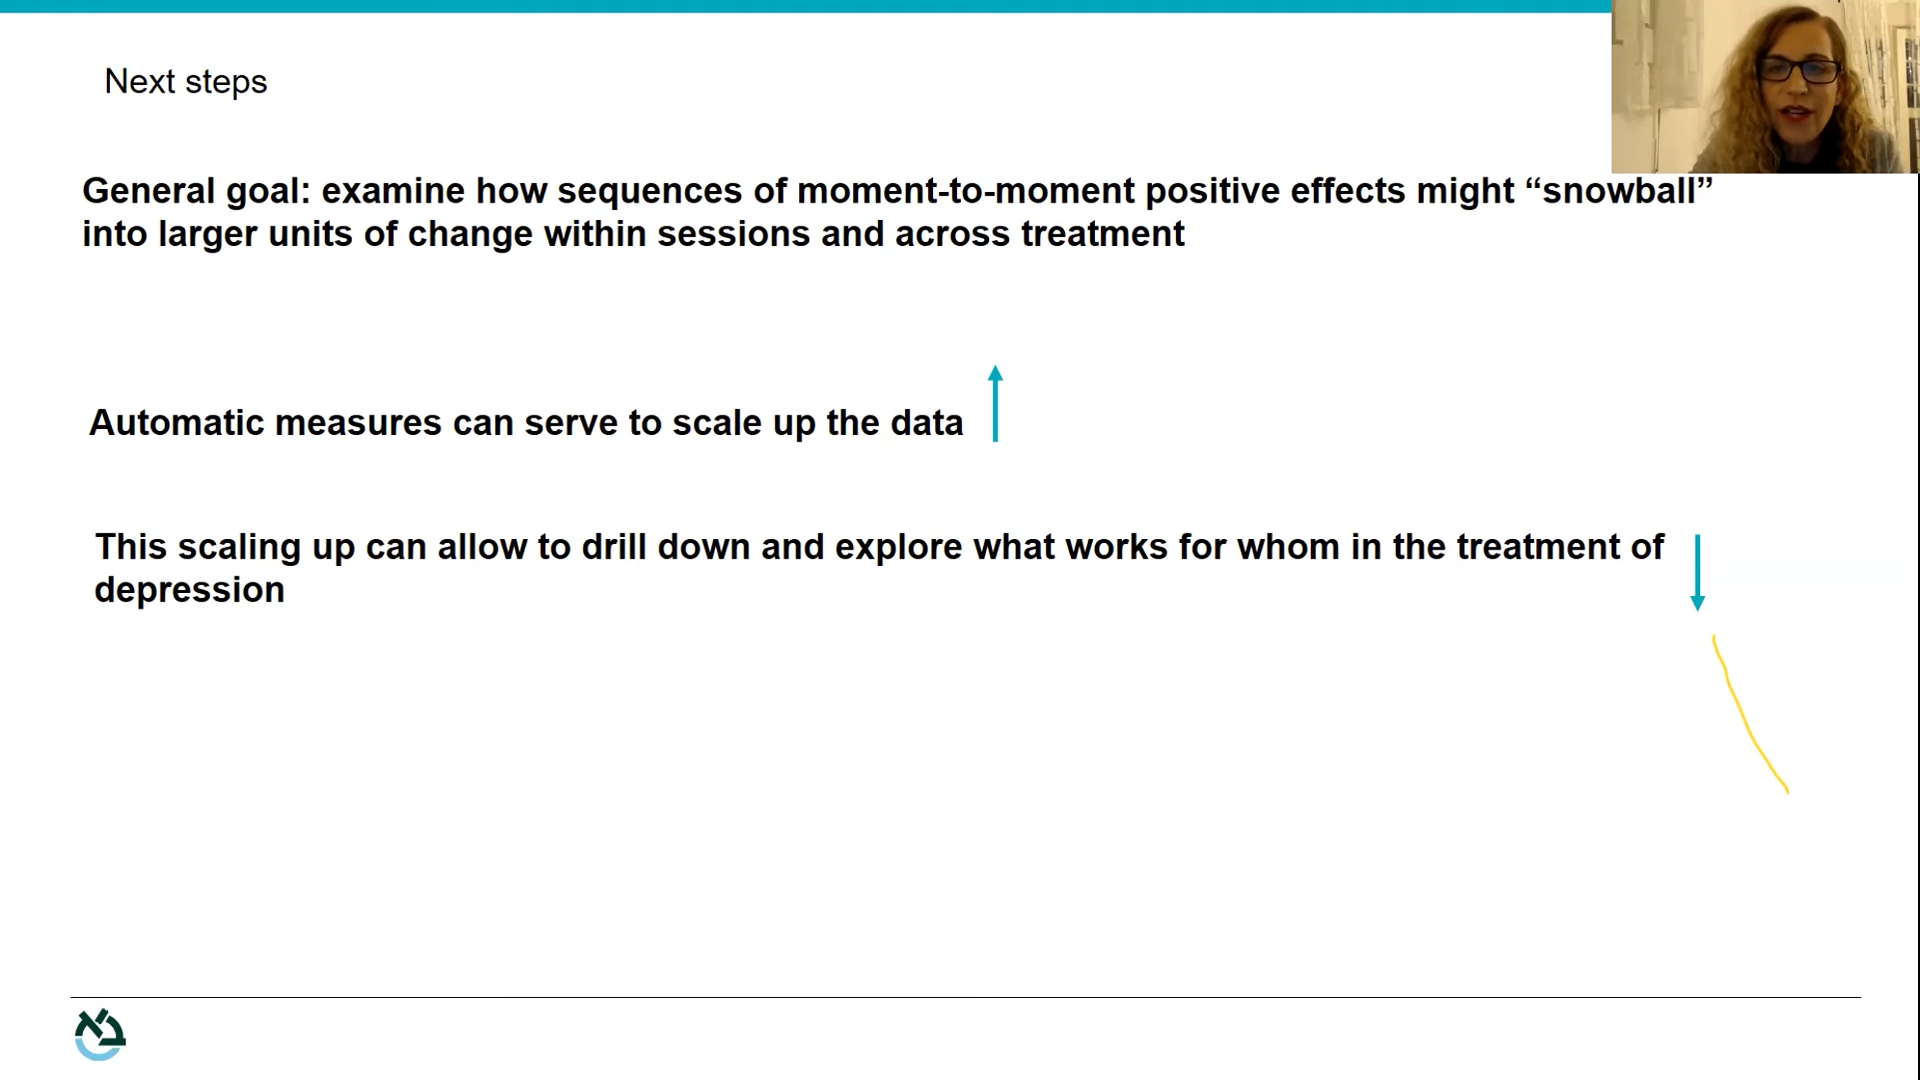 Next steps
General goal: examine how sequences of moment-to-moment positive effects might “snowball”
into larger units of change within sessions and across treatment
Automatic measures can serve to scale up the data
This scaling up can allow to drill down and explore what works for whom in the treatment of
depression